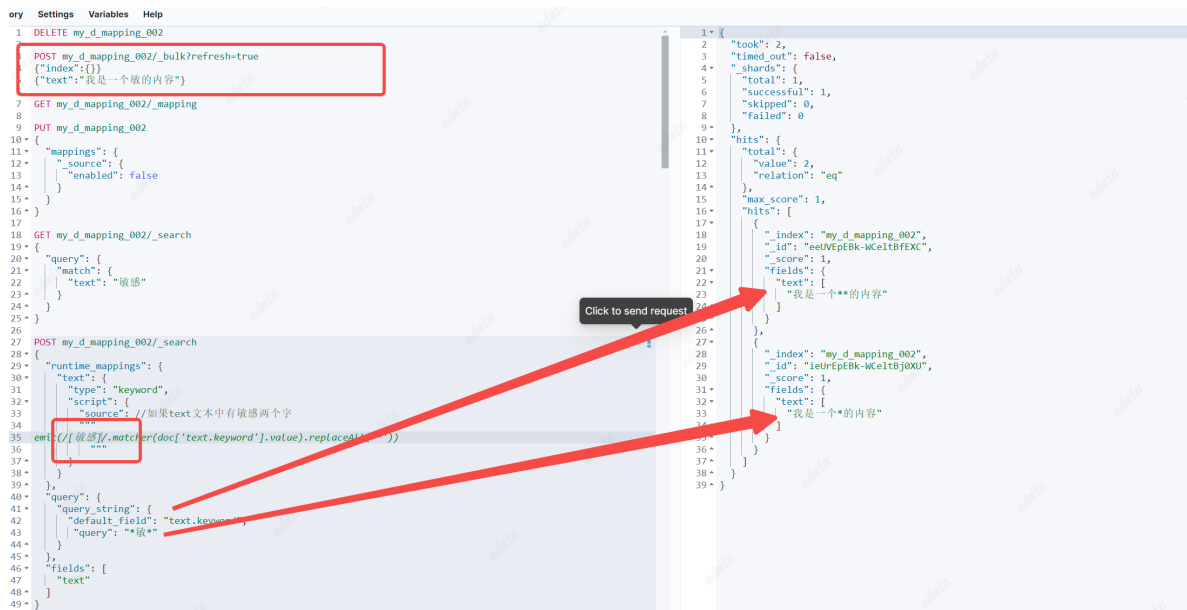 ory Settings Variables Help
1 DELETE my_d_mapping_002
POST my_d_mapping_002/_bulk?refresh=true
{"index":{}}
{"text":"我是一个敏的内容"}
7 GET my_d_mapping_002/_mapping
8
9 PUT my_d_mapping_002
10 {
11 "mappings": {
12 "_source": {
13 "enabled": false
14 }
15 }
16 }
17
18 GET my_d_mapping_002/_search
19 {
20 "query": {
21 "match": {
22 "text": "敏感"
23 }
24 }
25 }
26
27 POST my_d_mapping_002/_search
28 {
29 "runtime_mappings": {
30 "text": {
31 "type": "keyword",
32 "script": {
33 "source": //如果text文本中有敏感两个字
34 """
35 emit(/[敏感]/.matcher(doc['text.keyword'].value).replaceAll('*'))
36 """
37 }
38 }
39 },
40 "query": {
41 "query_string": {
42 "default_field": "text.keyword",
43 "query": "*敏*"
44 }
45 },
46 "fields": [
47 "text"
48 ]
49 }
Click to send request
1 {
2 "took": 2,
3 "timed_out": false,
4 "_shards": {
5 "total": 1,
6 "successful": 1,
7 "skipped": 0,
8 "failed": 0
9 },
10 "hits": {
11 "total": {
12 "value": 2,
13 "relation": "eq"
14 },
15 "max_score": 1,
16 "hits": [
17 {
18 "_index": "my_d_mapping_002",
19 "_id": "eeUVEpEBk-WCeltBfEXC",
20 "_score": 1,
21 "fields": {
22 "text": [
23 "我是一个**的内容"
24 ]
25 }
26 },
27 {
28 "_index": "my_d_mapping_002",
29 "_id": "ieUrEpEBk-WCeltBj0XU",
30 "_score": 1,
31 "fields": {
32 "text": [
33 "我是一个*的内容"
34 ]
35 }
36 }
37 ]
38 }
39 }
admin